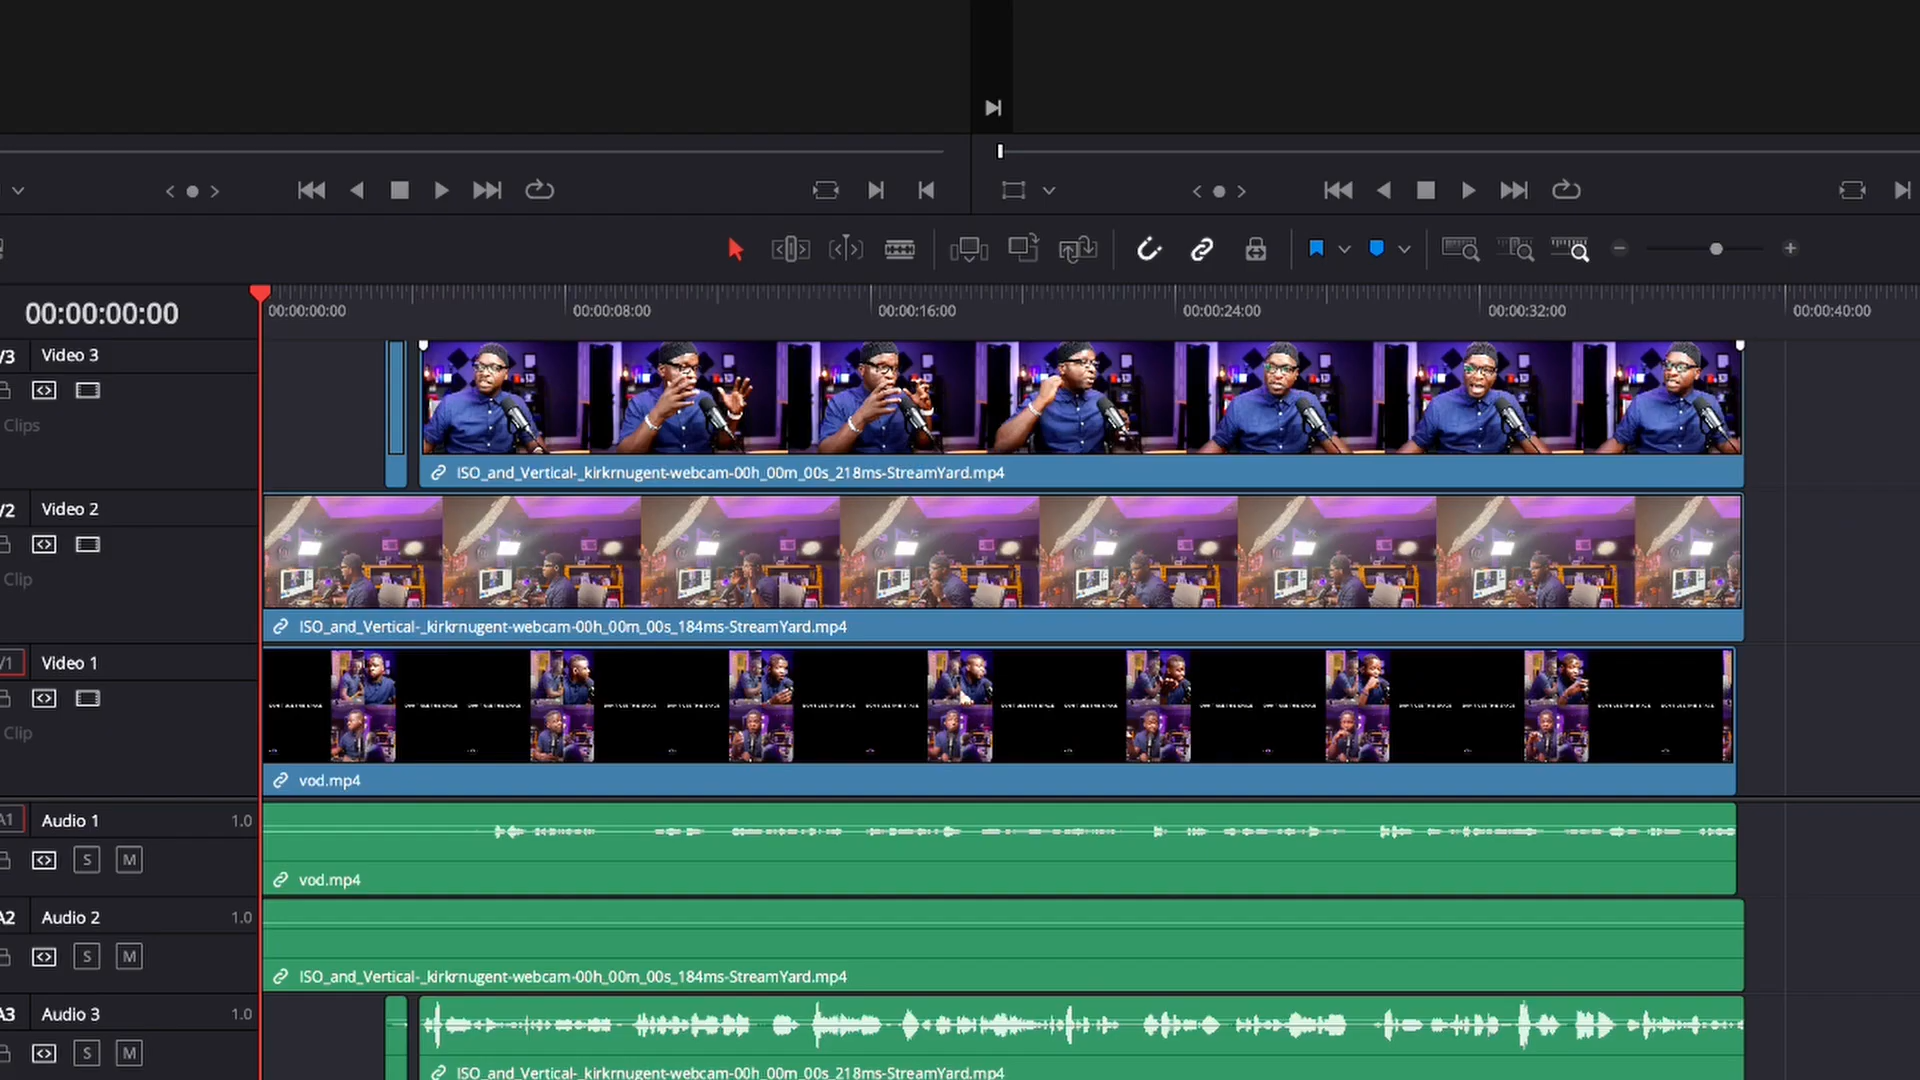 00:00:00:00
00:00:00:00 00:00:08:00 00:00:16:00 00:00:24:00 00:00:32:00 00:00:40:00
V3 Video 3
Clips
ISO_and_Vertical-_kirkrnugent-webcam-00h_00m_00s_218ms-StreamYard.mp4
V2 Video 2
Clip
ISO_and_Vertical-_kirkrnugent-webcam-00h_00m_00s_184ms-StreamYard.mp4
V1 Video 1
Clip
vod.mp4
A1 Audio 1 1.0
S M
vod.mp4
A2 Audio 2 1.0
S M
ISO_and_Vertical-_kirkrnugent-webcam-00h_00m_00s_184ms-StreamYard.mp4
A3 Audio 3 1.0
S M
ISO_and_Vertical-_kirkrnugent-webcam-00h_00m_00s_218ms-StreamYard.mp4